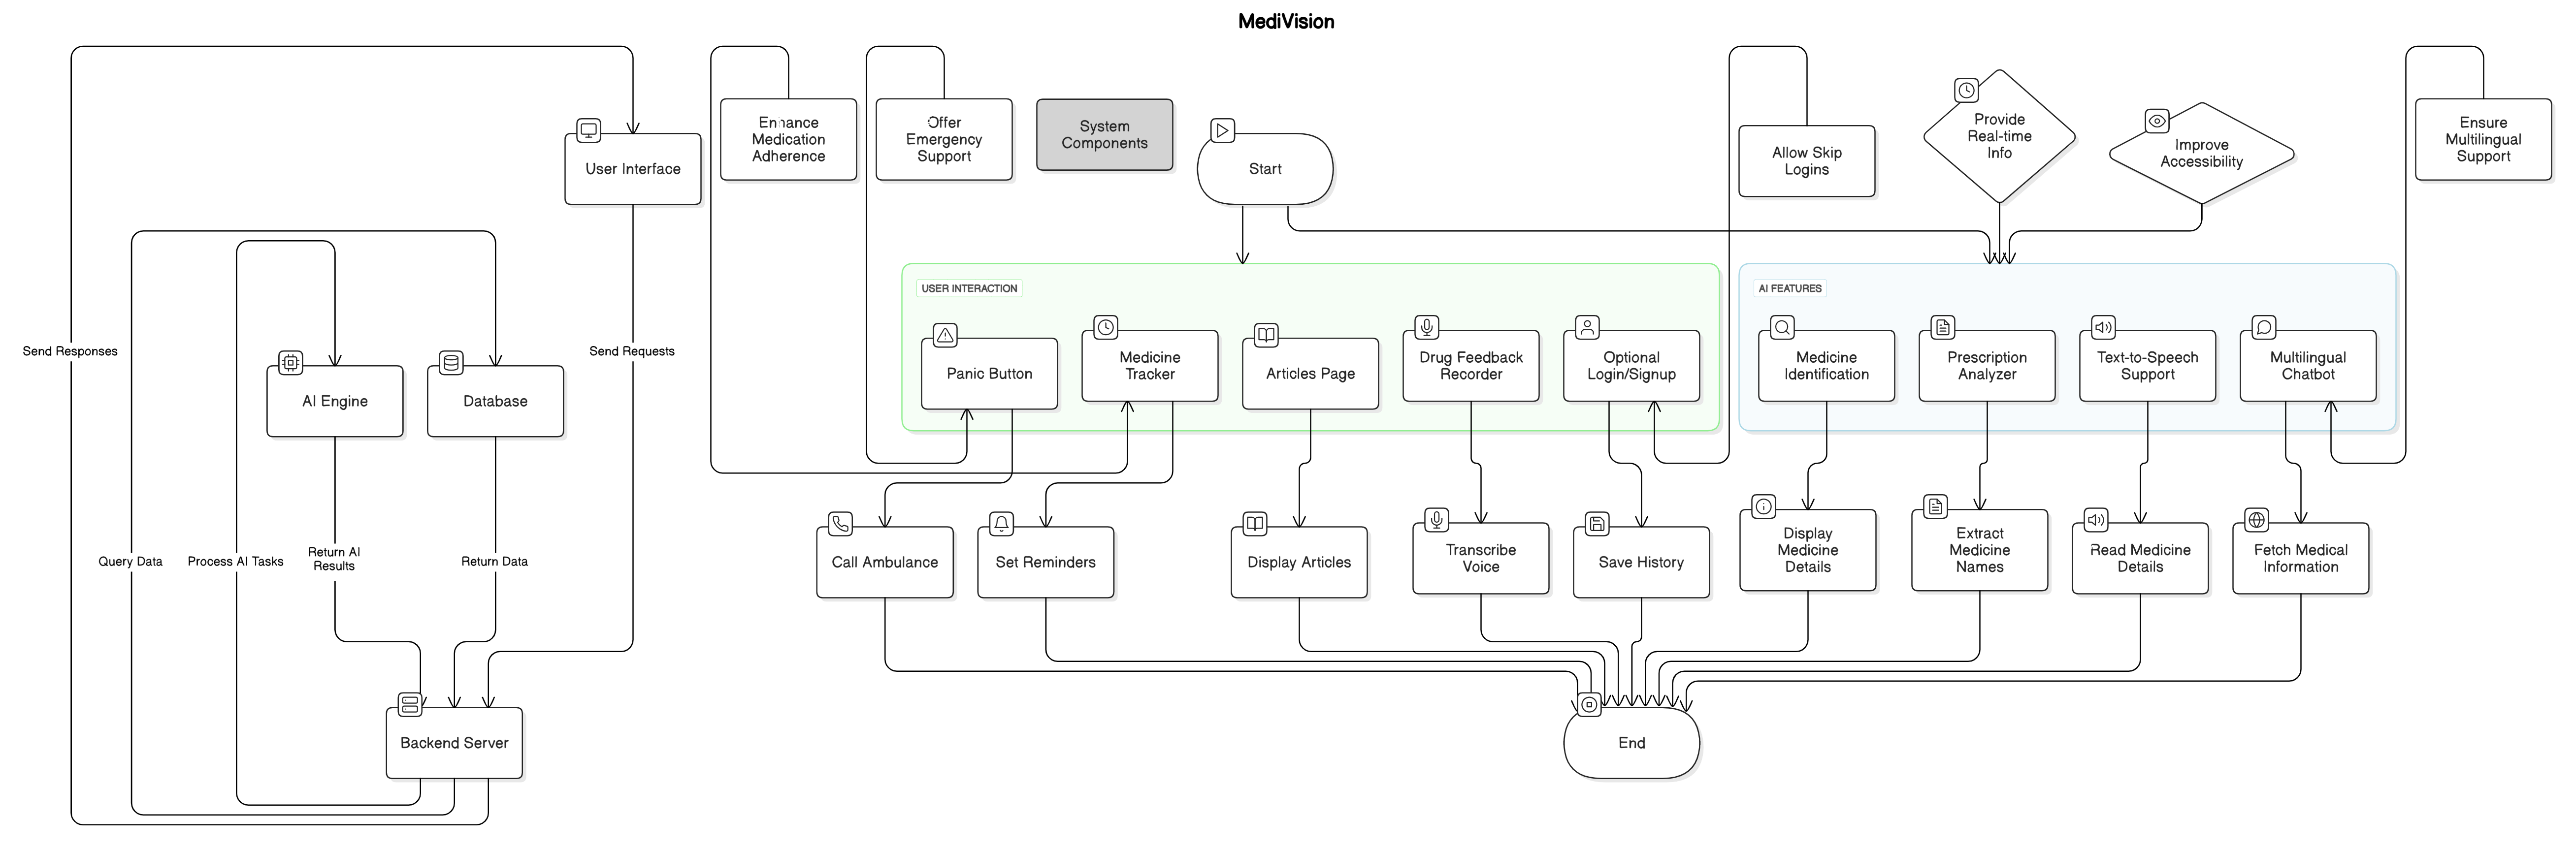 MediVision
Enhance
Medication
Adherence
Offer
Emergency
Support
System
Components
Start
User Interface
Allow Skip
Logins
Provide
Real-time
Info
Improve
Accessibility
Ensure
Multilingual
Support
USER INTERACTION
AI FEATURES
Send Responses
Send Requests
AI Engine
Database
Panic Button
Medicine
Tracker
Articles Page
Drug Feedback
Recorder
Optional
Login/Signup
Medicine
Identification
Prescription
Analyzer
Text-to-Speech
Support
Multilingual
Chatbot
Query Data
Process AI Tasks
Return AI
Results
Return Data
Call Ambulance
Set Reminders
Display Articles
Transcribe
Voice
Save History
Display
Medicine
Details
Extract
Medicine
Names
Read Medicine
Details
Fetch Medical
Information
Backend Server
End